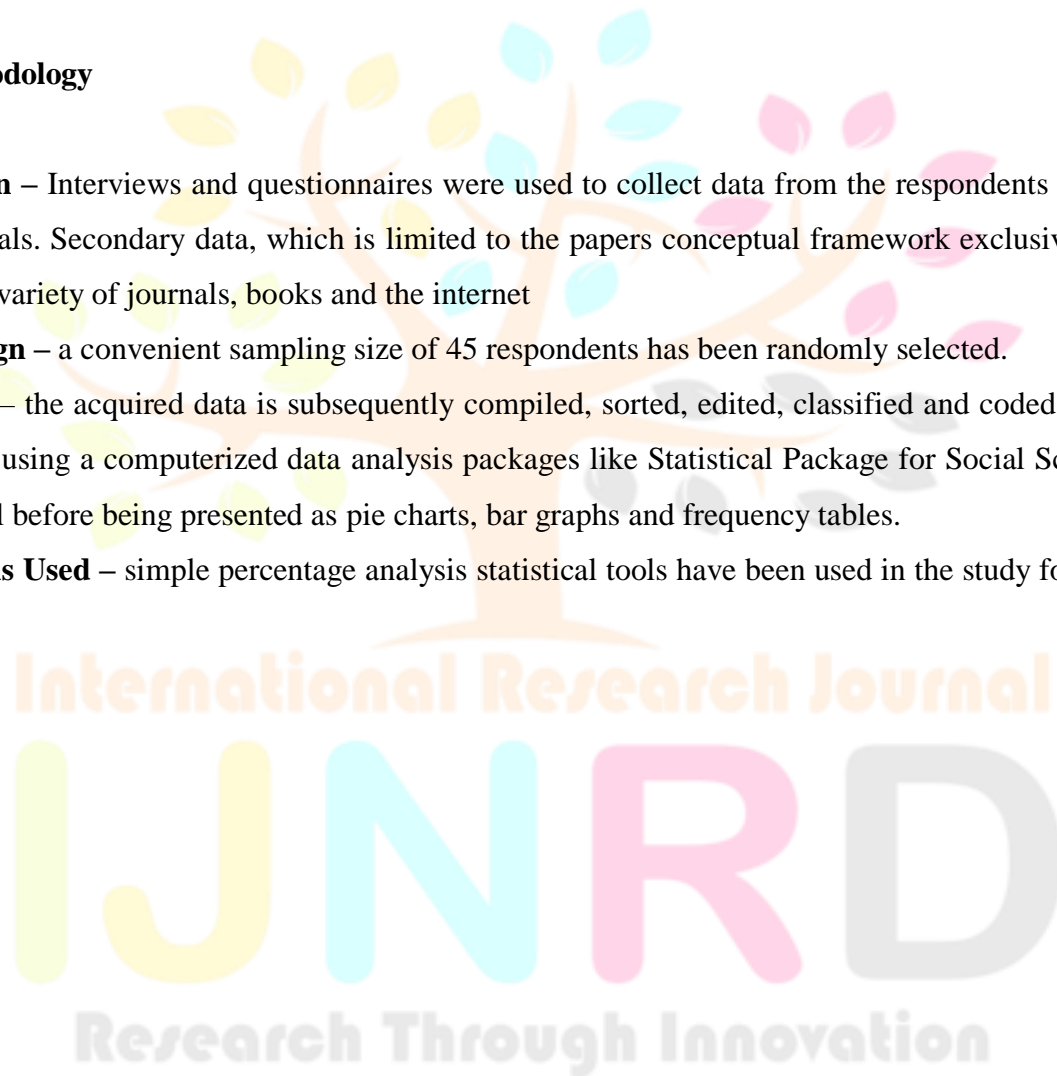 odology
n – Interviews and questionnaires were used to collect data from the respondents
als. Secondary data, which is limited to the papers conceptual framework exclusiv
variety of journals, books and the internet
gn – a convenient sampling size of 45 respondents has been randomly selected.
– the acquired data is subsequently compiled, sorted, edited, classified and coded
using a computerized data analysis packages like Statistical Package for Social Sc
l before being presented as pie charts, bar graphs and frequency tables.
ls Used – simple percentage analysis statistical tools have been used in the study fo
International Research Journal
IJNRD
Research Through Innovation